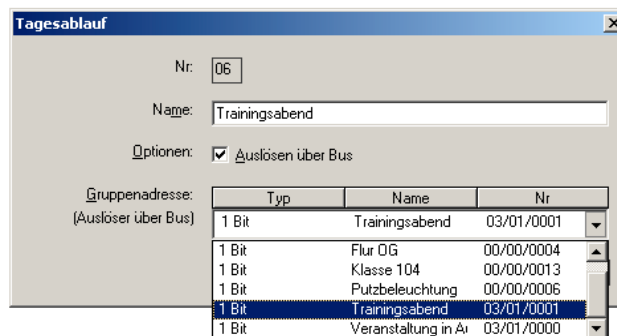 Tagesablauf
Nr: 06
Name: Trainingsabend
Optionen: Auslösen über Bus
Gruppenadresse:
(Auslöser über Bus)
Typ Name Nr
1 Bit Trainingsabend 03/01/0001
1 Bit Flur OG 00/00/0004
1 Bit Klasse 104 00/00/0013
1 Bit Putzbeleuchtung 00/00/0006
1 Bit Trainingsabend 03/01/0001
1 Bit Veranstaltung in 03/01/0000